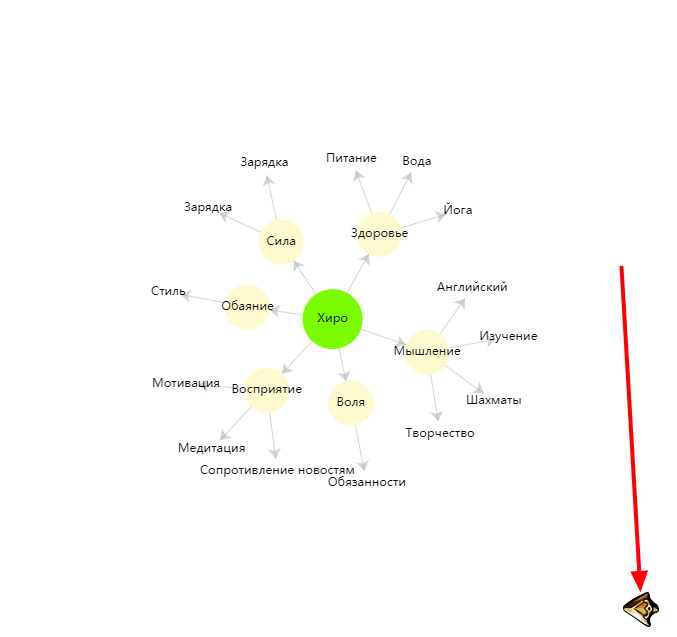 Питание
Зарядка
Вода
Зарядка
Йога
Здоровье
Сила
Английский
Стиль
Обаяние
Хиро
Изучение
Мышление
Мотивация
Восприятие
Шахматы
Воля
Творчество
Медитация
Сопротивление новостям
Обязанности